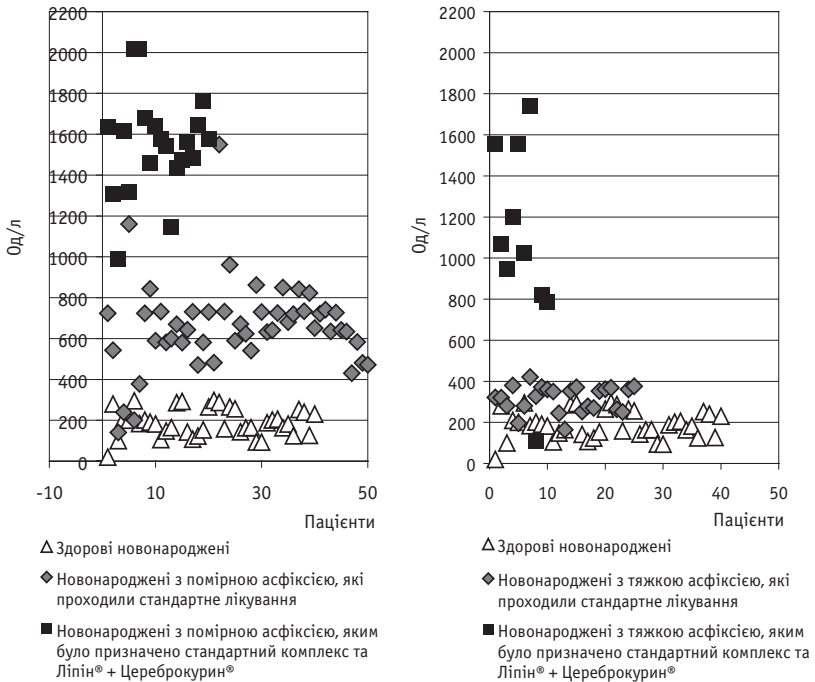 2200
2000
1800
1600
1400
1200
1000
800
600
400
200
0
-10
10
30
50
Од/л
Пацієнти
Здорові новонароджені
Новонароджені з помірною асфіксією, які
проходили стандартне лікування
Новонароджені з помірною асфіксією, яким
було призначено стандартний комплекс та
Ліпін® + Цереброкурин®
2200
2000
1800
1600
1400
1200
1000
800
600
400
200
0
0
10
20
30
40
50
Од/л
Пацієнти
Здорові новонароджені
Новонароджені з тяжкою асфіксією, які
проходили стандартне лікування
Новонароджені з тяжкою асфіксією, яким
було призначено стандартний комплекс та
Ліпін® + Цереброкурин®